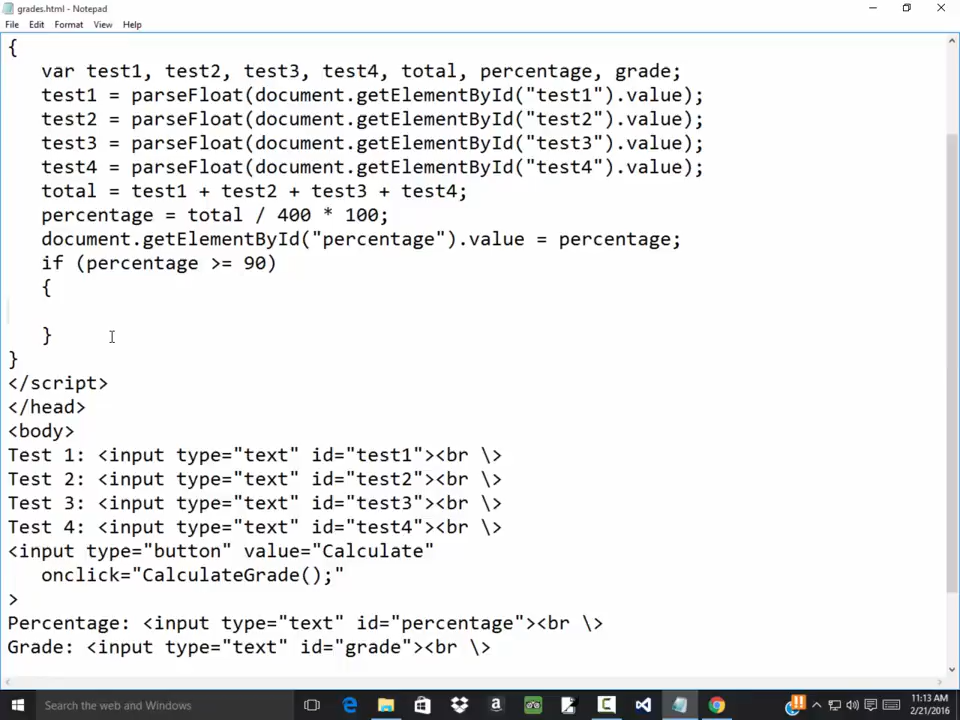 grades.html - Notepad
File Edit Format View Help
{
var test1, test2, test3, test4, total, percentage, grade;
test1 = parseFloat(document.getElementById("test1").value);
test2 = parseFloat(document.getElementById("test2").value);
test3 = parseFloat(document.getElementById("test3").value);
test4 = parseFloat(document.getElementById("test4").value);
total = test1 + test2 + test3 + test4;
percentage = total / 400 * 100;
document.getElementById("percentage").value = percentage;
if (percentage >= 90)
{
}
}
</script>
</head>
<body>
Test 1: <input type="text" id="test1"><br \>
Test 2: <input type="text" id="test2"><br \>
Test 3: <input type="text" id="test3"><br \>
Test 4: <input type="text" id="test4"><br \>
<input type="button" value="Calculate"
onclick="CalculateGrade();"
>
Percentage: <input type="text" id="percentage"><br \>
Grade: <input type="text" id="grade"><br \>
Search the web and Windows
11:13 AM
2/21/2016